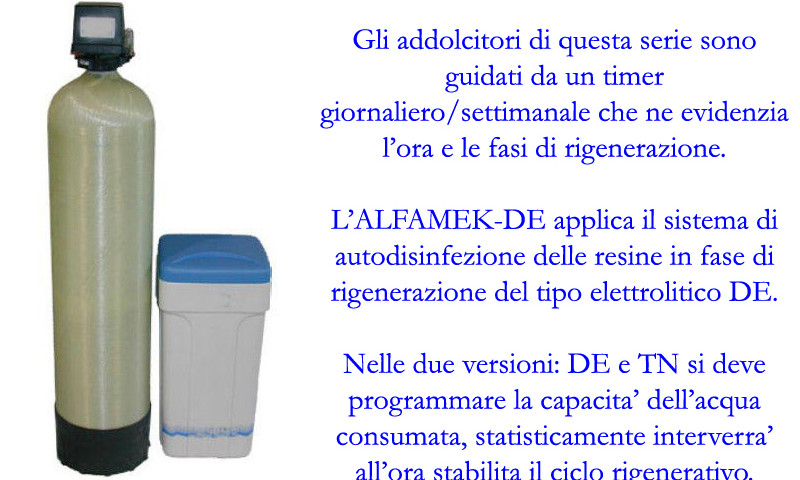 Gli addolcitori di questa serie sono
guidati da un timer
giornaliero/settimanale che ne evidenzia
l’ora e le fasi di rigenerazione.
L’ALFAMEK-DE applica il sistema di
autodisinfezione delle resine in fase di
rigenerazione del tipo elettrolitico DE.
Nelle due versioni: DE e TN si deve
programmare la capacita’ dell’acqua
consumata, statisticamente interverra’
all’ora stabilita il ciclo rigenerativo.